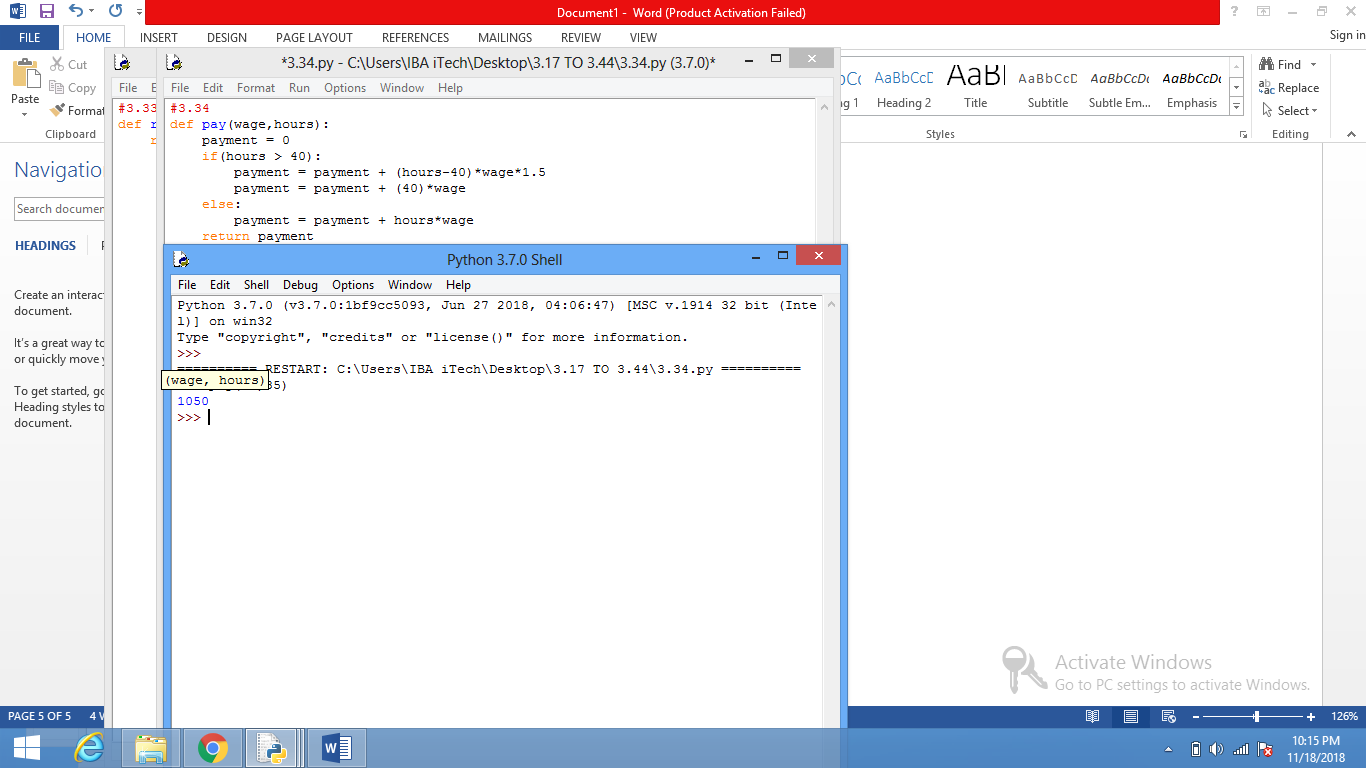 Document1 - Word (Product Activation Failed)
FILE HOME INSERT DESIGN PAGE LAYOUT REFERENCES MAILINGS REVIEW VIEW Sign in
Paste
Cut
Copy
Format
Clipboard
AaBbCcD AaBbCcDc AaBbCcDc
Heading 2 Title Subtitle Subtle Em... Emphasis
Styles
Find
Replace
Select
Editing
Search documen
HEADINGS
Create an interac
document.
It's a great way to
or quickly move y
To get started, go
Heading styles to
document.
#3.33
*3.34.py - C:\Users\IBA iTech\Desktop\3.17 TO 3.44\3.34.py (3.7.0)*
File Edit Format Run Options Window Help
#3.34
def pay(wage,hours):
    payment = 0
    if(hours > 40):
        payment = payment + (hours-40)*wage*1.5
        payment = payment + (40)*wage
    else:
        payment = payment + hours*wage
    return payment
Python 3.7.0 Shell
File Edit Shell Debug Options Window Help
Python 3.7.0 (v3.7.0:1bf9cc5093, Jun 27 2018, 04:06:47) [MSC v.1914 32 bit (Inte
l)] on win32
Type "copyright", "credits" or "license()" for more information.
>>>
========== RESTART: C:\Users\IBA iTech\Desktop\3.17 TO 3.44\3.34.py ==========
(wage, hours)
35)
1050
>>>
Activate Windows
Go to PC settings to activate Windows.
PAGE 5 OF 5 126%
10:15 PM
11/18/2018